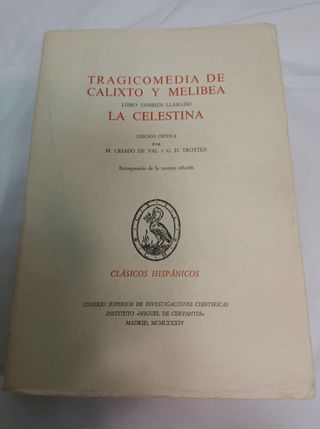 TRAGICOMEDIA DE
CALIXTO Y MELIBEA
LIBRO TAMBIÉN LLAMADO
LA CELESTINA
EDICIÓN CRÍTICA
POR
M. CRIADO DE VAL Y G. D. TROTTER
Reimpresión de la tercera edición
CLÁSICOS HISPÁNICOS
CONSEJO SUPERIOR DE INVESTIGACIONES CIENTÍFICAS
INSTITUTO «MIGUEL DE CERVANTES»
MADRID, MCMLXXXIV